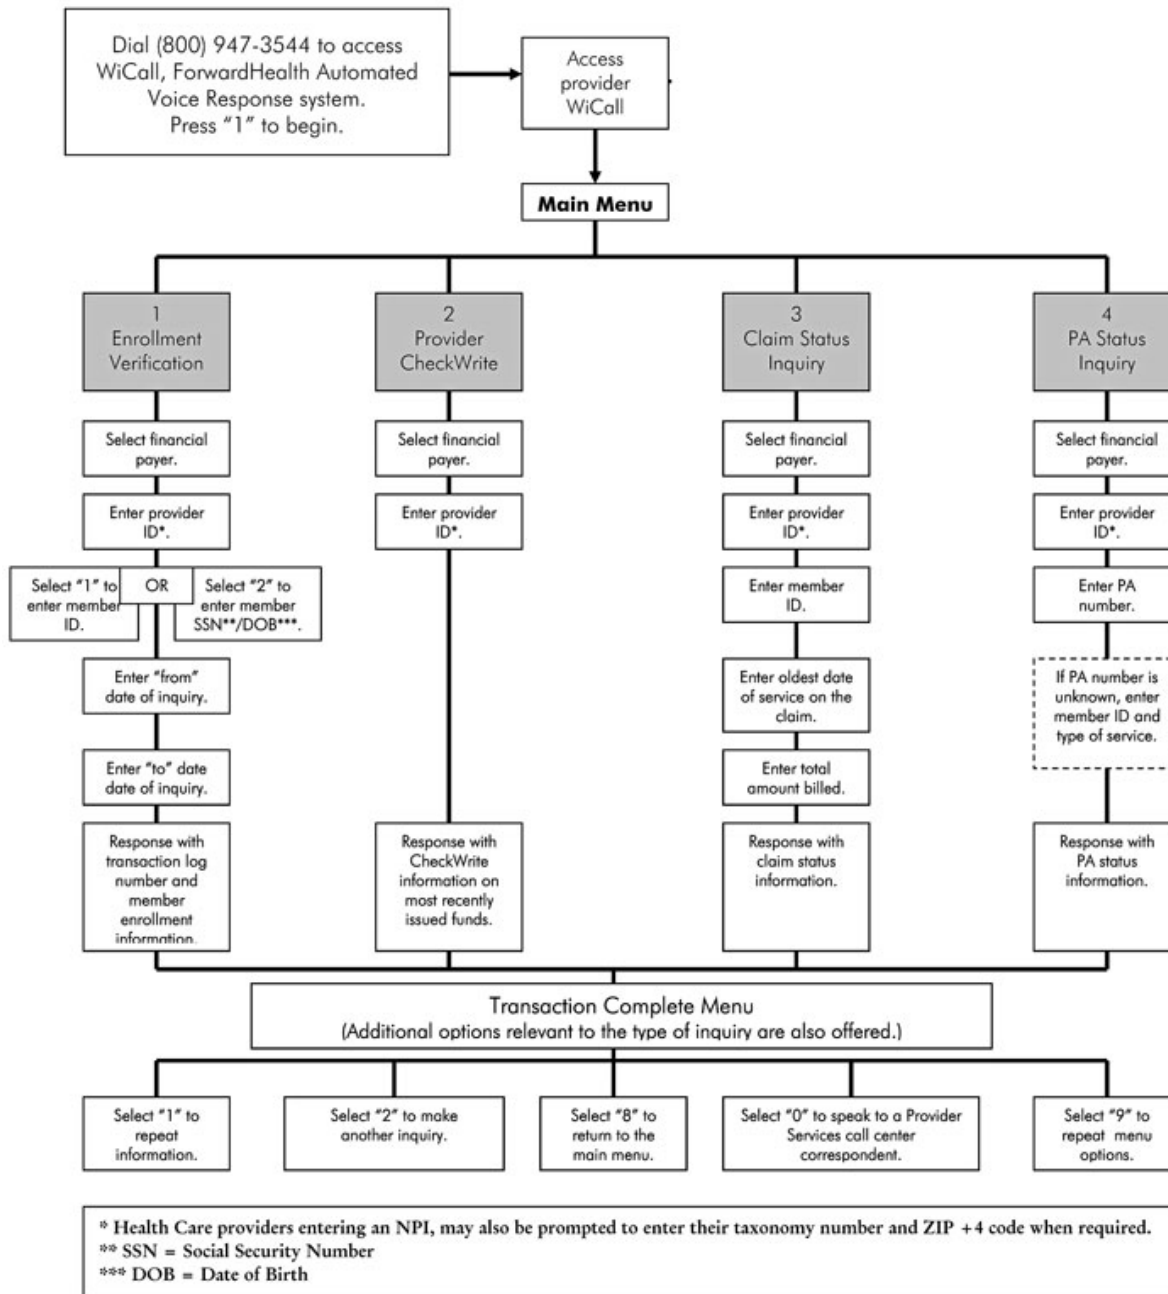 Dial (800) 947-3544 to access
WiCall, ForwardHealth Automated
Voice Response system.
Press “1” to begin.
Access
provider
WiCall
Main Menu
1
Enrollment
Verification
2
Provider
CheckWrite
3
Claim Status
Inquiry
4
PA Status
Inquiry
Select financial
payer.
Select financial
payer.
Select financial
payer.
Select financial
payer.
Enter provider
ID*.
Enter provider
ID*.
Enter provider
ID*.
Enter provider
ID*.
Select “1” to
enter member
ID.
OR
Select “2” to
enter member
SSN**/DOB***.
Enter member
ID.
Enter PA
number.
Enter “from”
date of inquiry.
Enter oldest date
of service on the
claim.
If PA number is
unknown, enter
member ID and
type of service.
Enter “to” date
date of inquiry.
Enter total
amount billed.
Response with
transaction log
number and
member
enrollment
information.
Response with
CheckWrite
information on
most recently
issued funds.
Response with
claim status
information.
Response with
PA status
information.
Transaction Complete Menu
(Additional options relevant to the type of inquiry are also offered.)
Select “1” to
repeat
information.
Select “2” to make
another inquiry.
Select “8” to
return to the
main menu.
Select “0” to speak to a Provider
Services call center
correspondent.
Select “9” to
repeat menu
options.
* Health Care providers entering an NPI, may also be prompted to enter their taxonomy number and ZIP +4 code when required.
** SSN = Social Security Number
*** DOB = Date of Birth